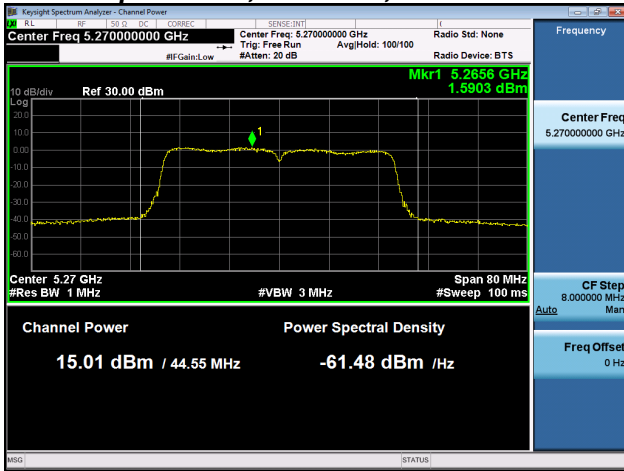 Keysight Spectrum Analyzer - Channel Power
RL RF 50 Ω DC CORREC SENSE:INT
Center Freq 5.270000000 GHz
Center Freq: 5.270000000 GHz
Radio Std: None
Trig: Free Run Avg|Hold: 100/100
#IFGain:Low
#Atten: 20 dB
Radio Device: BTS
Mkr1 5.2656 GHz
1.5903 dBm
10 dB/div Ref 30.00 dBm
Log
20.0
10.0
0.00
-10.0
-20.0
-30.0
-40.0
-50.0
-60.0
1
Center 5.27 GHz
Span 80 MHz
#Res BW 1 MHz
#VBW 3 MHz
#Sweep 100 ms
Channel Power
Power Spectral Density
15.01 dBm / 44.55 MHz
-61.48 dBm /Hz
MSG
STATUS
Frequency
Center Freq
5.270000000 GHz
CF Step
8.000000 MHz
Auto Man
Freq Offset
0 Hz